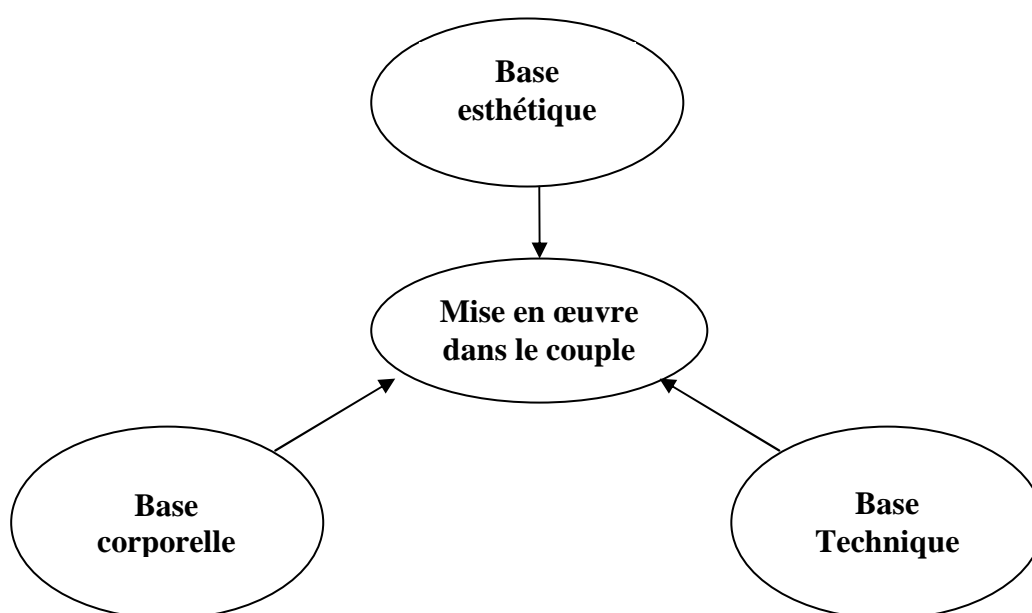 Base
esthétique
Mise en œuvre
dans le couple
Base
corporelle
Base
Technique